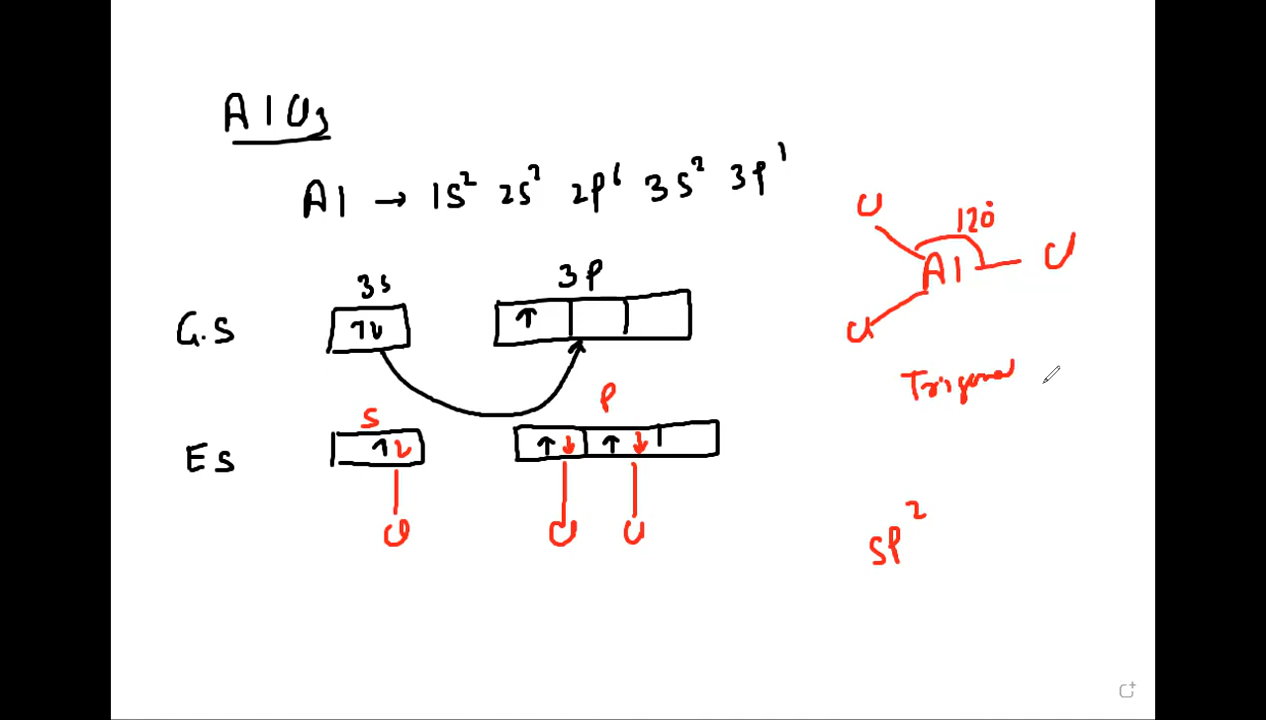 AlCl₃
Al → 1s² 2s² 2p⁶ 3s² 3p¹
3s 3p
G.S ↑↓ ↑
S P
ES ↑↓ ↑↓ ↑↓
Cl Cl Cl
Cl 120°
Al Cl
Cl
Trigonal
SP²